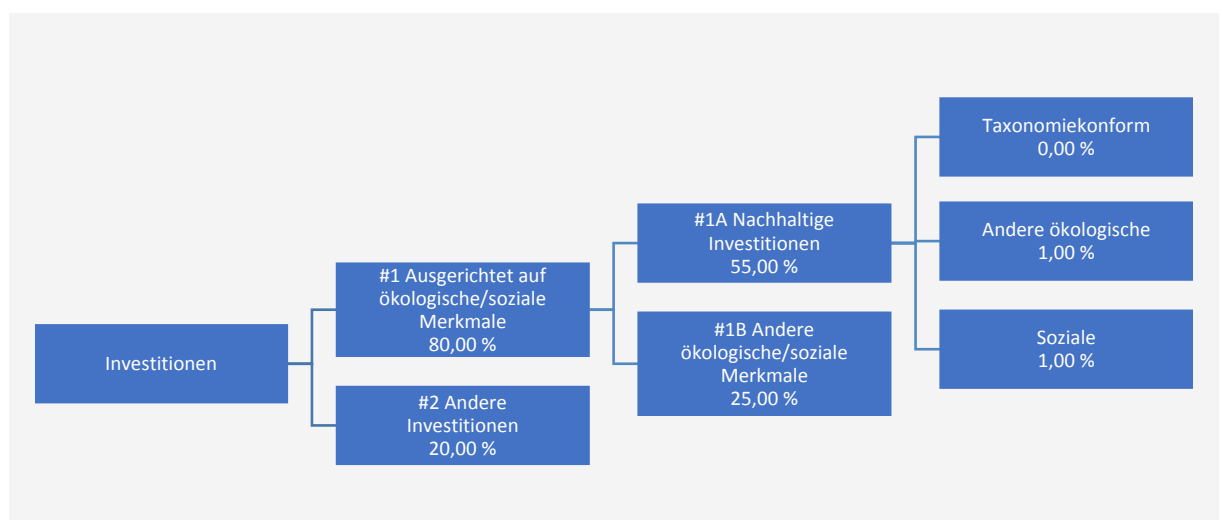 Investitionen
#1 Ausgerichtet auf
ökologische/soziale
Merkmale
80,00 %
#2 Andere
Investitionen
20,00 %
#1A Nachhaltige
Investitionen
55,00 %
#1B Andere
ökologische/soziale
Merkmale
25,00 %
Taxonomiekonform
0,00 %
Andere ökologische
1,00 %
Soziale
1,00 %